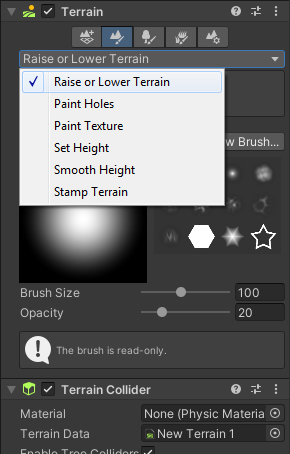 Terrain
Raise or Lower Terrain
Raise or Lower Terrain
Paint Holes
Paint Texture
Set Height
Smooth Height
Stamp Terrain
Brush...
Brush Size 100
Opacity 20
The brush is read-only.
Terrain Collider
Material None (Physic Materia
Terrain Data New Terrain 1
Enable Tree Colliders